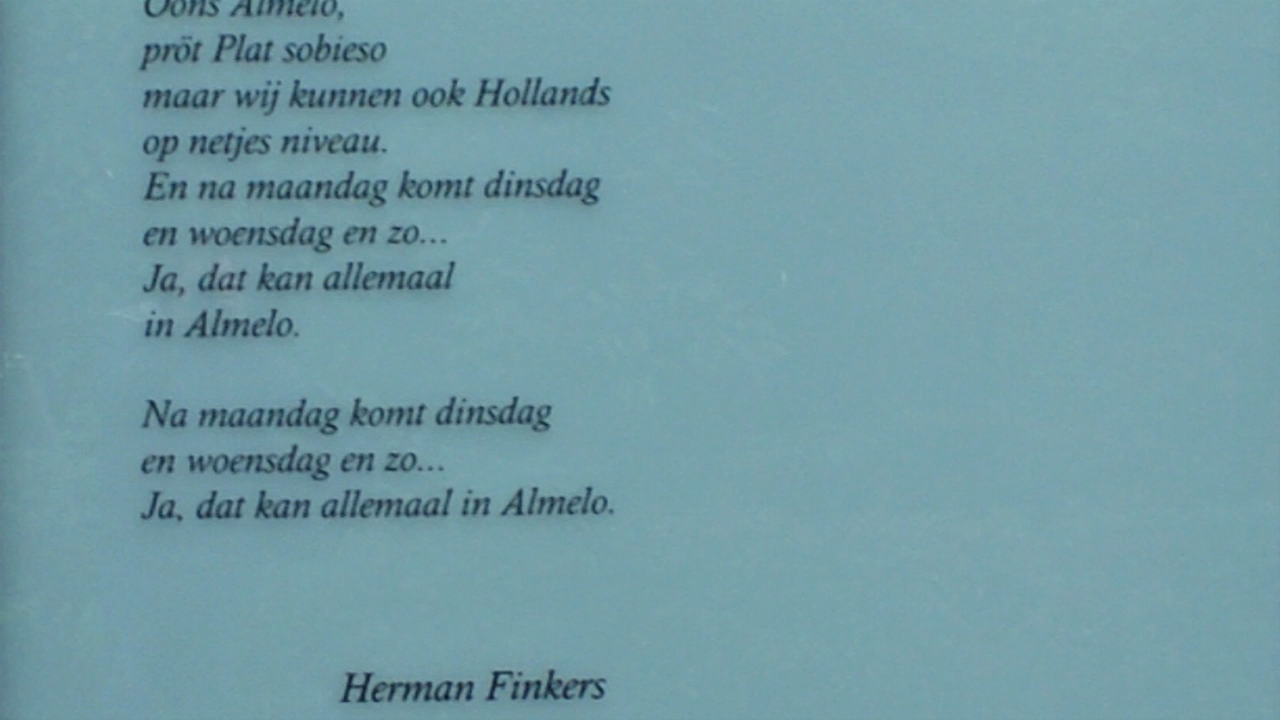 Oons Almelo,
pröt Plat sobieso
maar wij kunnen ook Hollands
op netjes niveau.
En na maandag komt dinsdag
en woensdag en zo...
Ja, dat kan allemaal
in Almelo.
Na maandag komt dinsdag
en woensdag en zo...
Ja, dat kan allemaal in Almelo.
Herman Finkers